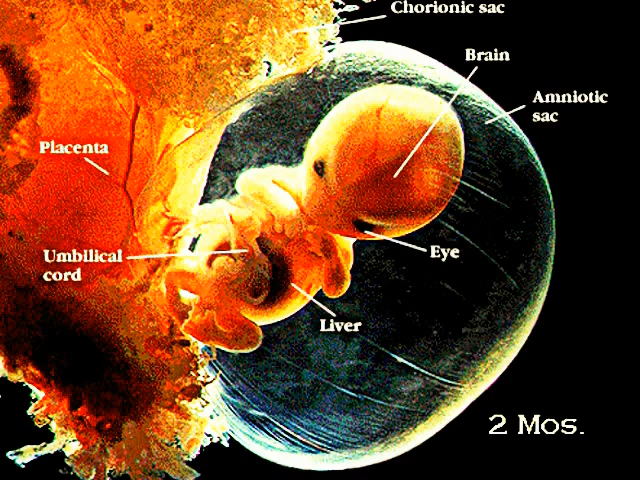 Chorionic sac
Brain
Amniotic
sac
Placenta
Umbilical
cord
Eye
Liver
2 Mos.